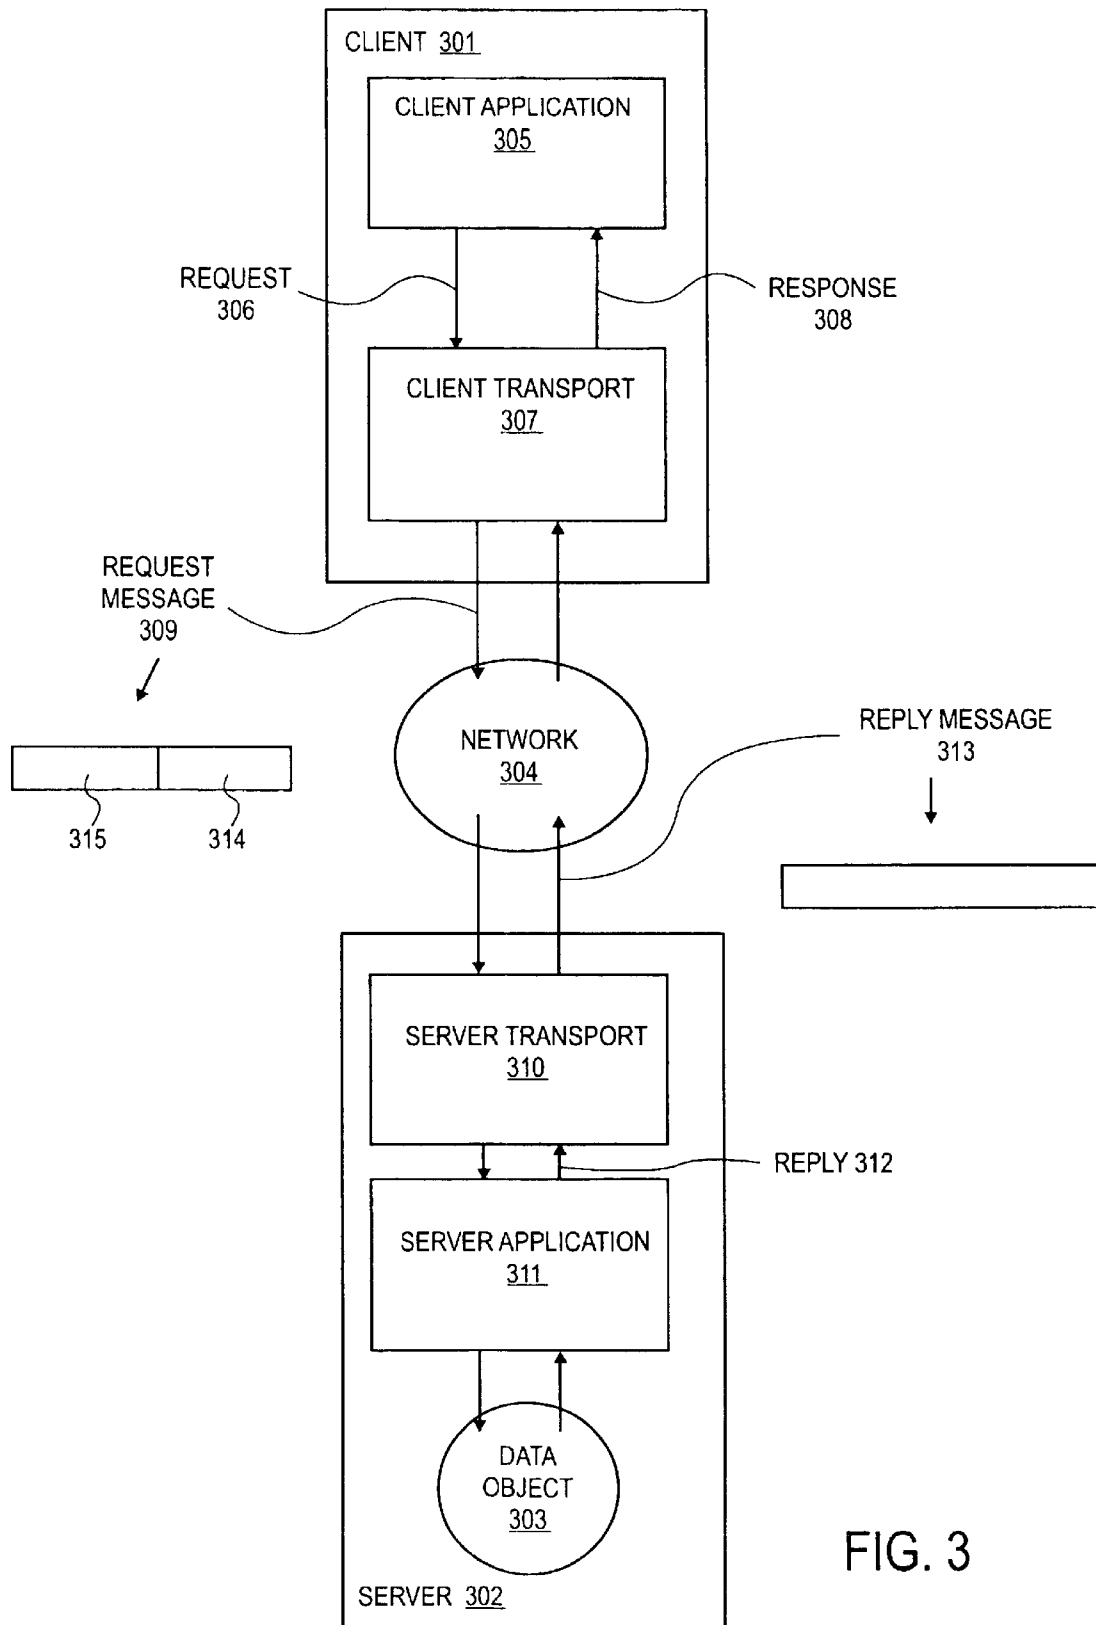 CLIENT 301
CLIENT APPLICATION
305
REQUEST
306
RESPONSE
308
CLIENT TRANSPORT
307
REQUEST
MESSAGE
309
NETWORK
304
REPLY MESSAGE
313
315
314
SERVER TRANSPORT
310
REPLY 312
SERVER APPLICATION
311
DATA
OBJECT
303
SERVER 302
FIG. 3